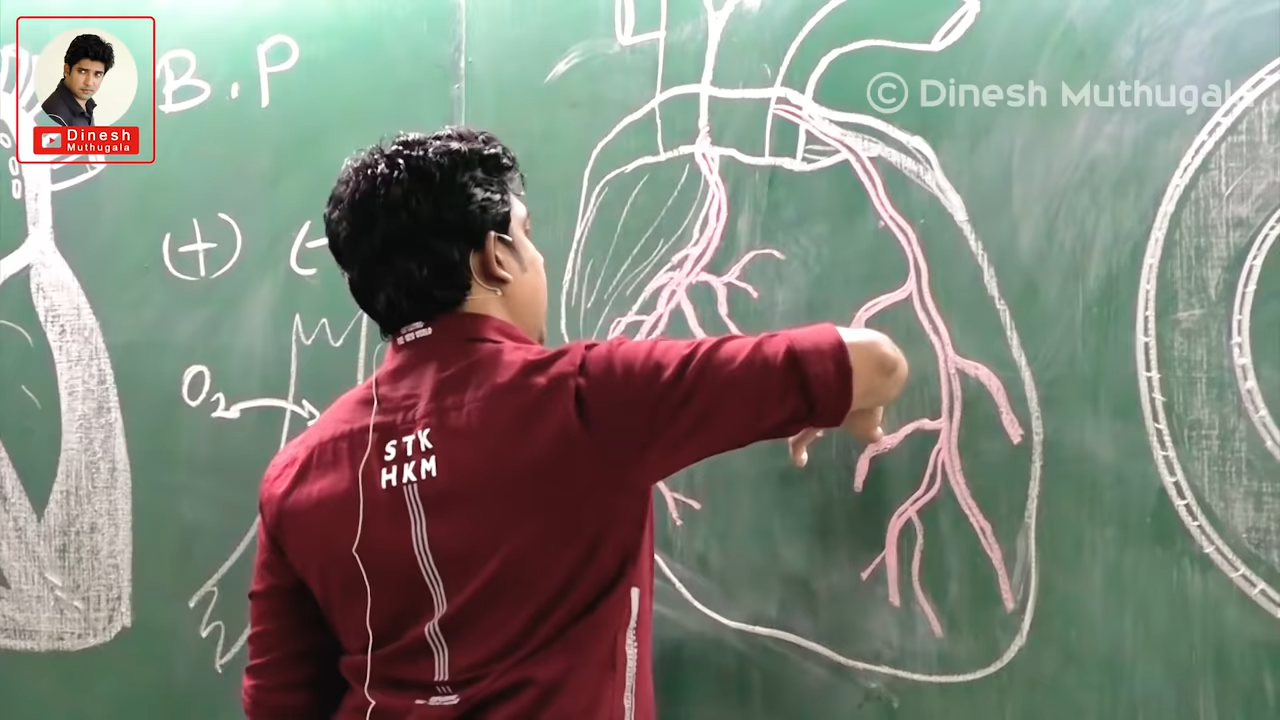 Dinesh
Muthugala
B.P
© Dinesh Muthugala
(+) (-
O2
STK
HKM